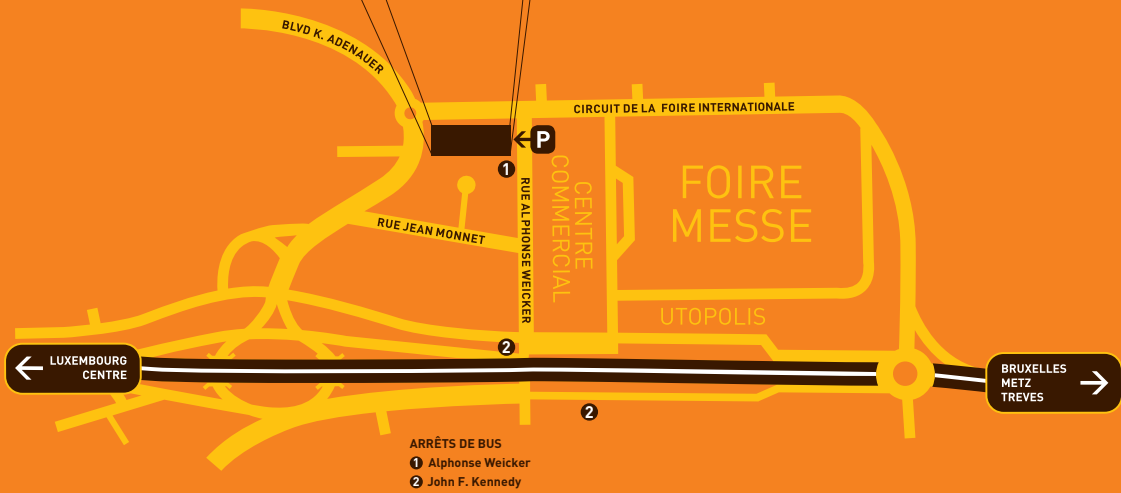 BLVD K. ADENAUER
CIRCUIT DE LA FOIRE INTERNATIONALE
P
1
RUE ALPHONSE WEICKER
CENTRE
COMMERCIAL
FOIRE
MESSE
RUE JEAN MONNET
UTOPOLIS
2
LUXEMBOURG
CENTRE
BRUXELLES
METZ
TREVES
2
ARRÊTS DE BUS
1 Alphonse Weicker
2 John F. Kennedy